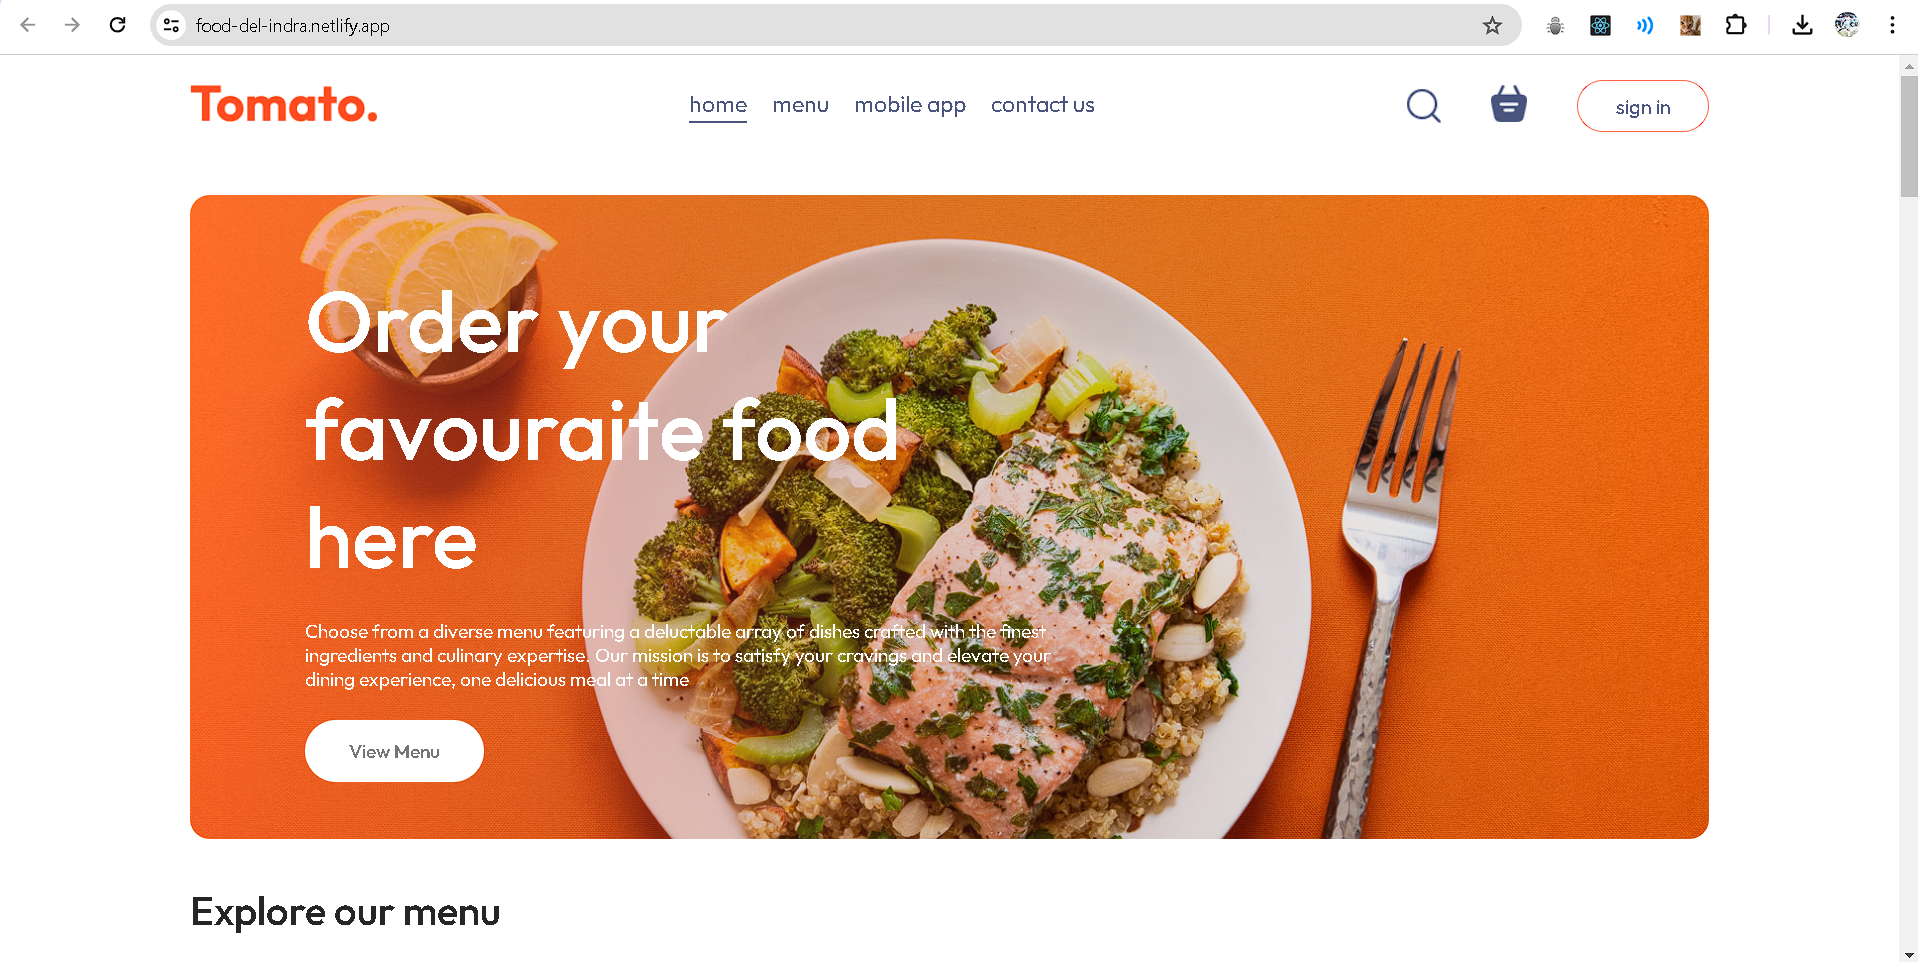 food-del-indra.netlify.app
Tomato.
home menu mobile app contact us
sign in
Order your
favouraite food
here
Choose from a diverse menu featuring a deluctable array of dishes crafted with the finest
ingredients and culinary expertise. Our mission is to satisfy your cravings and elevate your
dining experience, one delicious meal at a time
View Menu
Explore our menu